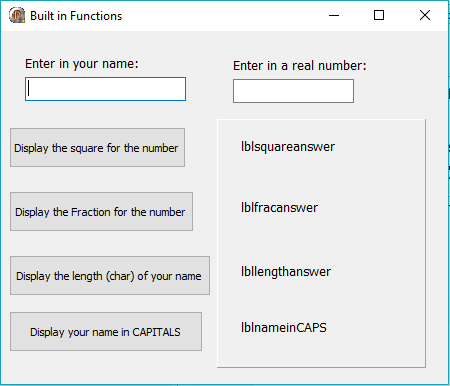 Built in Functions
Enter in your name:
Enter in a real number:
Display the square for the number
lblsquareanswer
Display the Fraction for the number
lblfracanswer
Display the length (char) of your name
lbllengthanswer
Display your name in CAPITALS
lblnameinCAPS